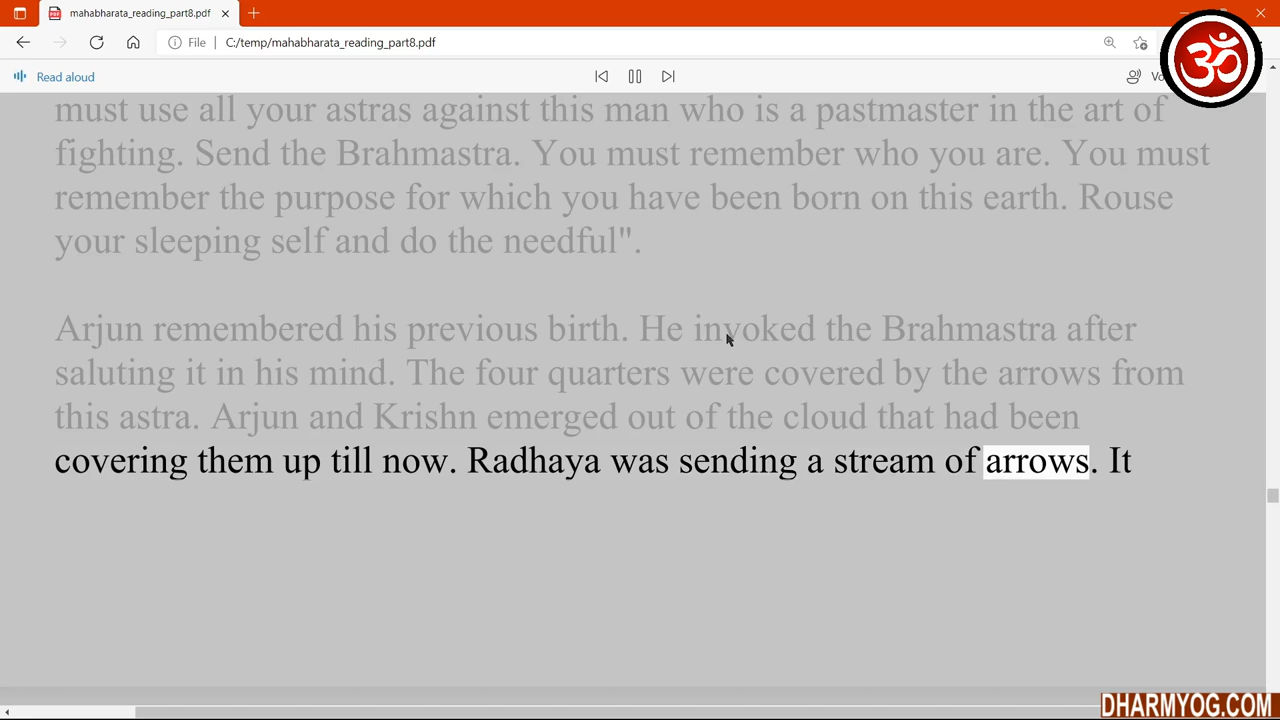 mahabharata_reading_part8.pdf
File C:/temp/mahabharata_reading_part8.pdf
Read aloud
ॐ
must use all your astras against this man who is a pastmaster in the art of
fighting. Send the Brahmastra. You must remember who you are. You must
remember the purpose for which you have been born on this earth. Rouse
your sleeping self and do the needful".
Arjun remembered his previous birth. He invoked the Brahmastra after
saluting it in his mind. The four quarters were covered by the arrows from
this astra. Arjun and Krishn emerged out of the cloud that had been
covering them up till now. Radhaya was sending a stream of arrows. It
DHARMYOG.COM